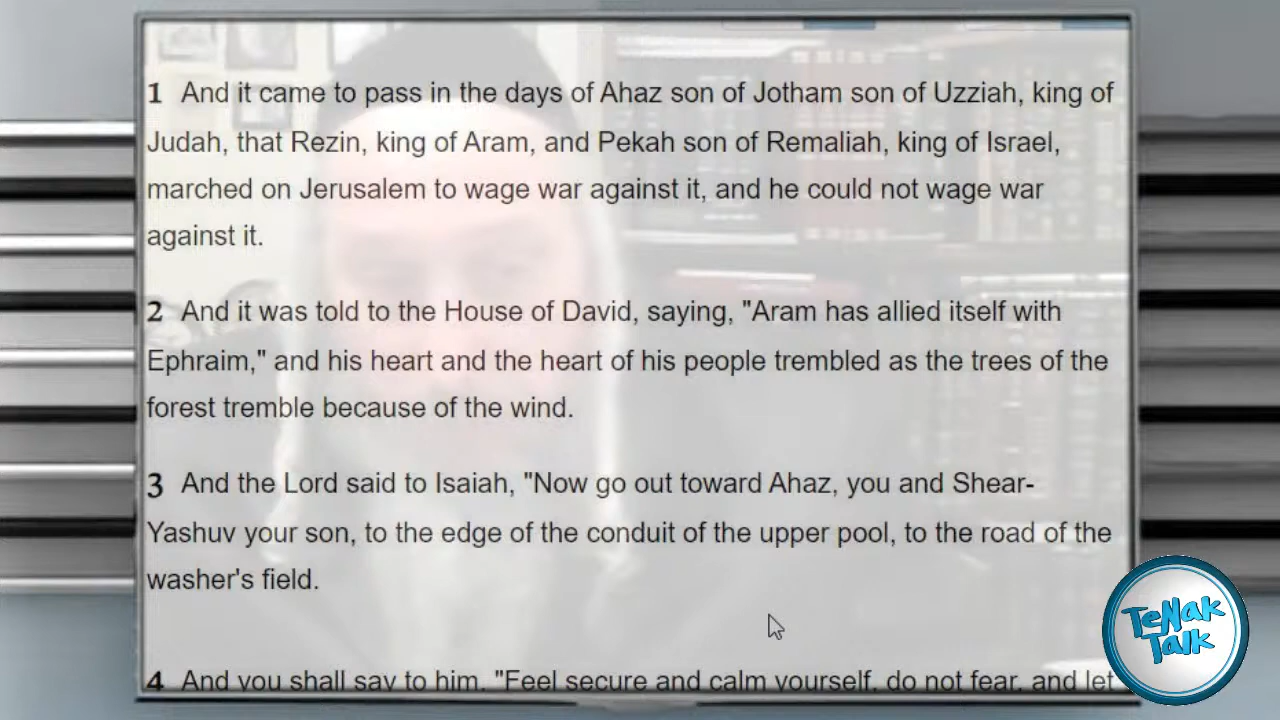 1 And it came to pass in the days of Ahaz son of Jotham son of Uzziah, king of
Judah, that Rezin, king of Aram, and Pekah son of Remaliah, king of Israel,
marched on Jerusalem to wage war against it, and he could not wage war
against it.
2 And it was told to the House of David, saying, "Aram has allied itself with
Ephraim," and his heart and the heart of his people trembled as the trees of the
forest tremble because of the wind.
3 And the Lord said to Isaiah, "Now go out toward Ahaz, you and Shear-
Yashuv your son, to the edge of the conduit of the upper pool, to the road of the
washer's field.
4 And you shall say to him, "Feel secure and calm yourself, do not fear, and let
TeNak
Talk